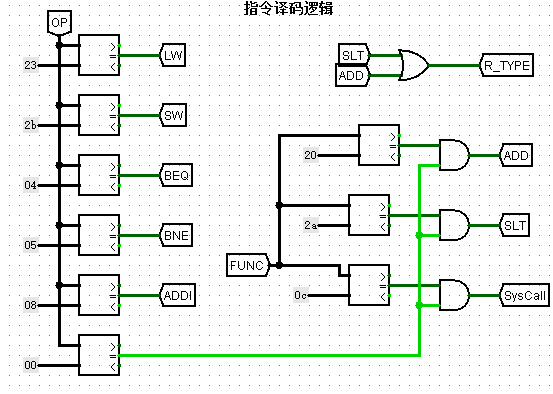 指令译码逻辑
OP
23
LW
2b
SW
04
BEQ
05
BNE
08
ADDI
00
SLT
ADD
R_TYPE
20
ADD
2a
SLT
FUNC
0c
SysCall